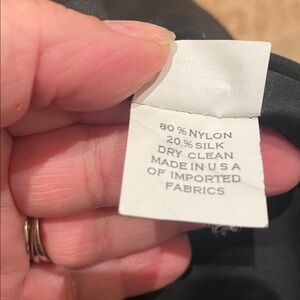 80 % NYLON
20 % SILK
DRY CLEAN
MADE IN U S A
OF IMPORTED
FABRICS